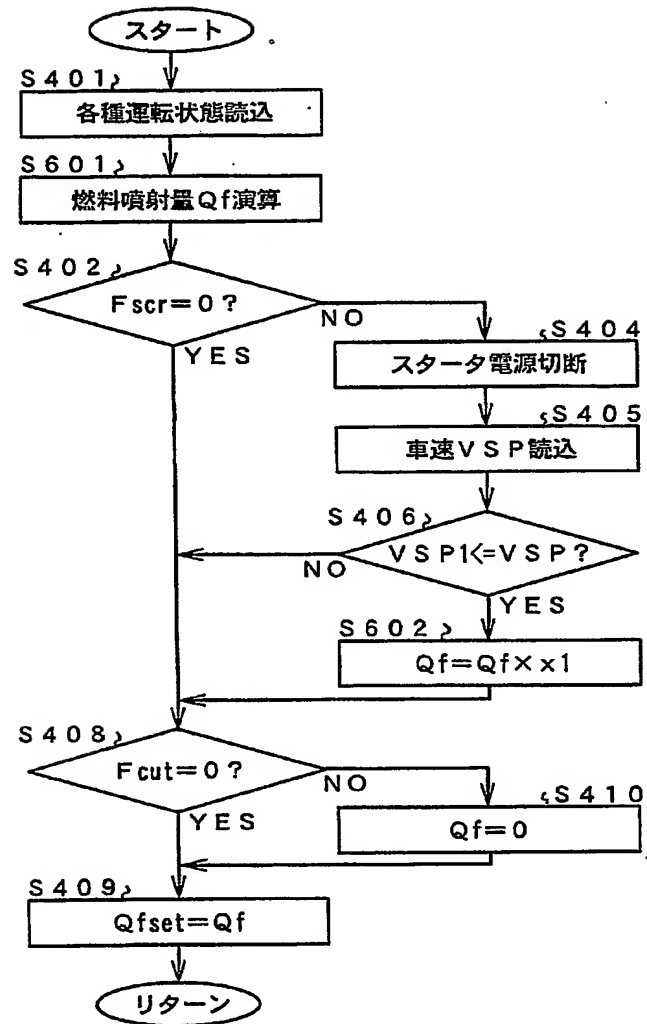 スタート
S401
各種運転状態読込
S601
燃料噴射量Qf演算
S402
Fscr=0?
NO
YES
S404
スタータ電源切断
S405
車速VSP読込
S406
VSP1<=VSP?
NO
YES
S602
Qf=Qf×x1
S408
Fcut=0?
NO
YES
S410
Qf=0
S409
Qfset=Qf
リターン